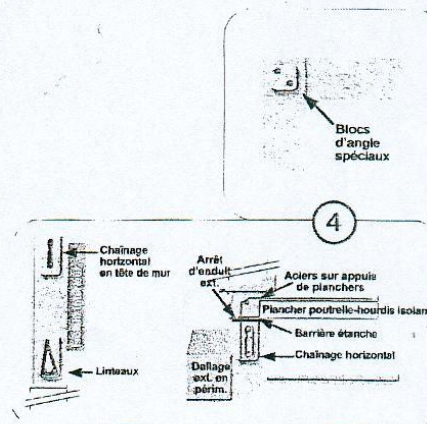 Blocs
d'angle
spéciaux
4
Chaînage
horizontal
en tête de mur
Linteaux
Arrêt
d'enduit
ext.
Aciers sur appuis
de planchers
Plancher poutrelle-hourdis isolan
Barrière étanche
Chaînage horizontal
Dallage
ext. en
périm.